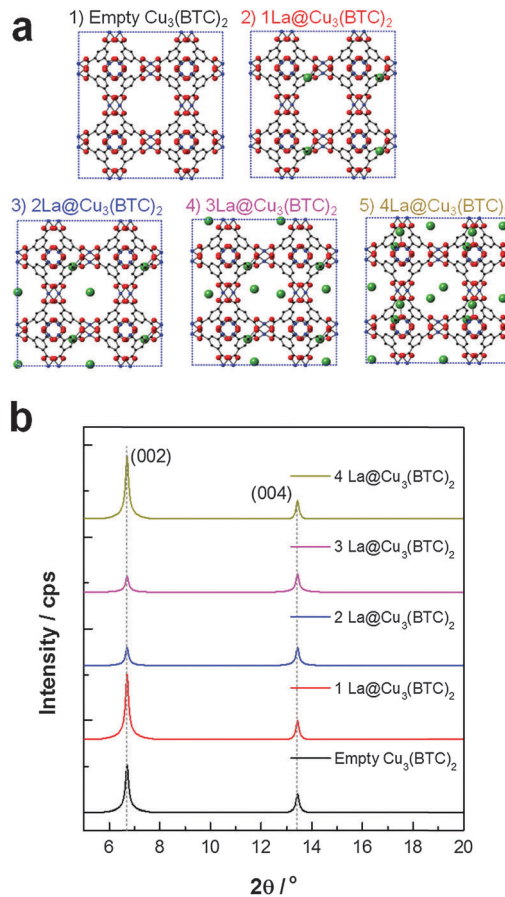 a
1) Empty Cu₃(BTC)₂
2) 1La@Cu₃(BTC)₂
3) 2La@Cu₃(BTC)₂
4) 3La@Cu₃(BTC)₂
5) 4La@Cu₃(BTC)
b
(002)
(004)
4 La@Cu₃(BTC)₂
3 La@Cu₃(BTC)₂
2 La@Cu₃(BTC)₂
1 La@Cu₃(BTC)₂
Empty Cu₃(BTC)₂
Intensity / cps
6 8 10 12 14 16 18 20
2θ / °